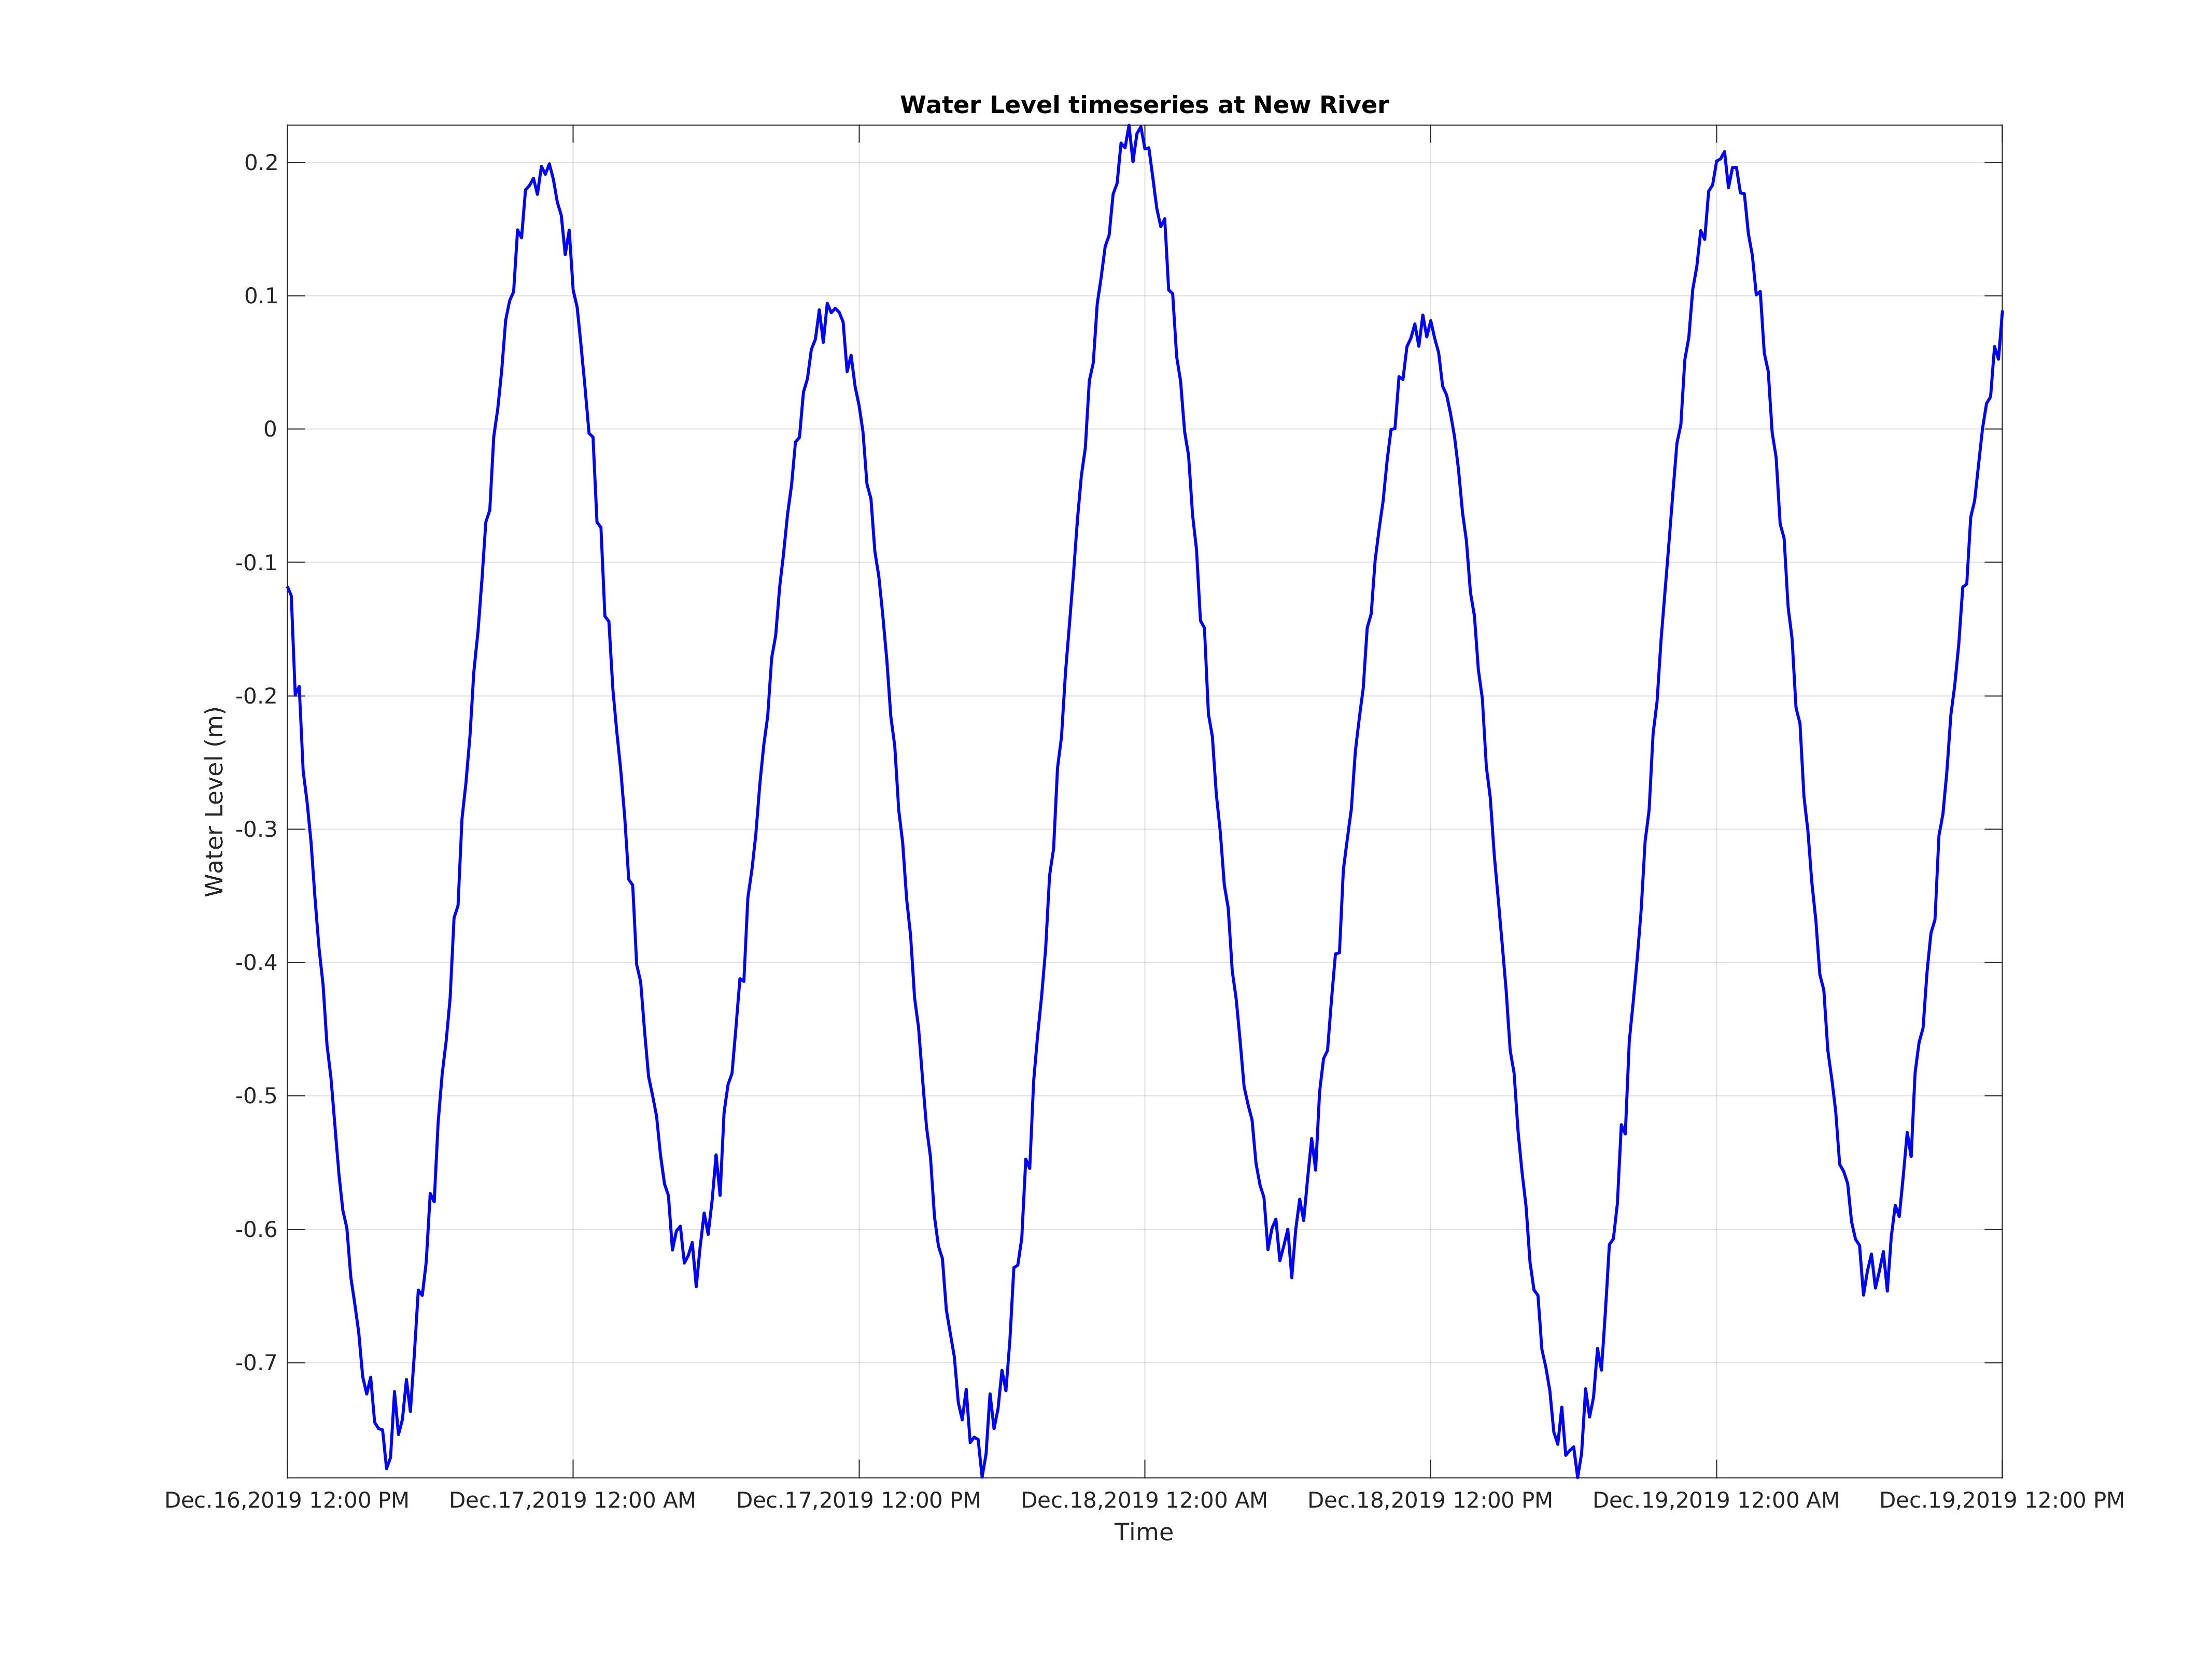 Water Level timeseries at New River
0.2
0.1
0
-0.1
-0.2
-0.3
-0.4
-0.5
-0.6
-0.7
Water Level (m)
Dec.16,2019 12:00 PM Dec.17,2019 12:00 AM Dec.17,2019 12:00 PM Dec.18,2019 12:00 AM Dec.18,2019 12:00 PM Dec.19,2019 12:00 AM Dec.19,2019 12:00 PM
Time